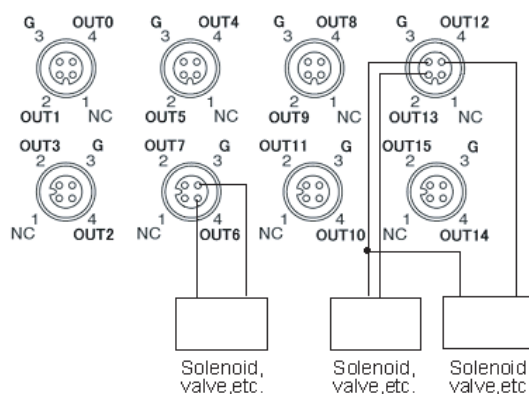 G OUT0 G OUT4 G OUT8 G OUT12
3 4 3 4 3 4 3 4
2 1 2 1 2 1 2 1
OUT1 NC OUT5 NC OUT9 NC OUT13 NC
OUT3 G OUT7 G OUT11 G OUT15 G
2 3 2 3 2 3 2 3
1 4 1 4 1 4 1 4
NC OUT2 NC OUT6 NC OUT10 NC OUT14
Solenoid, Solenoid, Solenoid
valve,etc. valve,etc. valve,etc